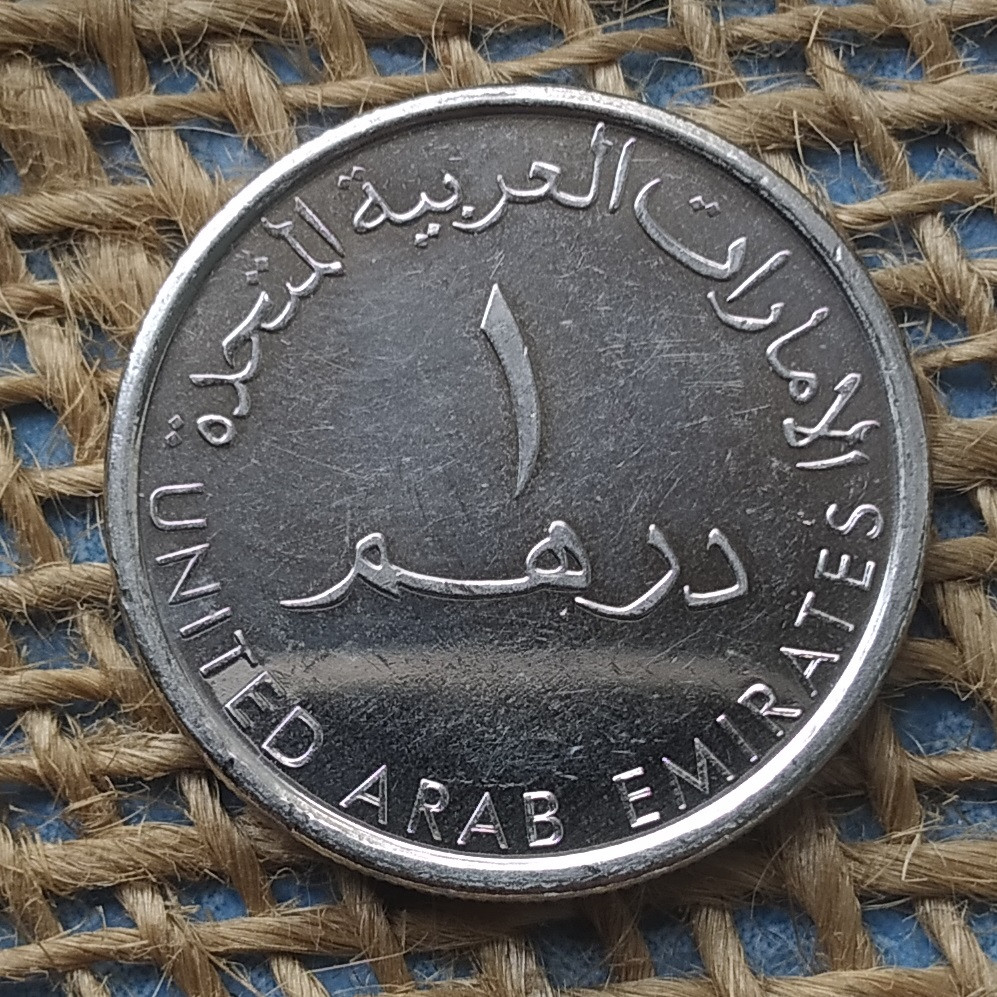 الإمارات العربية المتحدة
١
درهم
UNITED ARAB EMIRATES